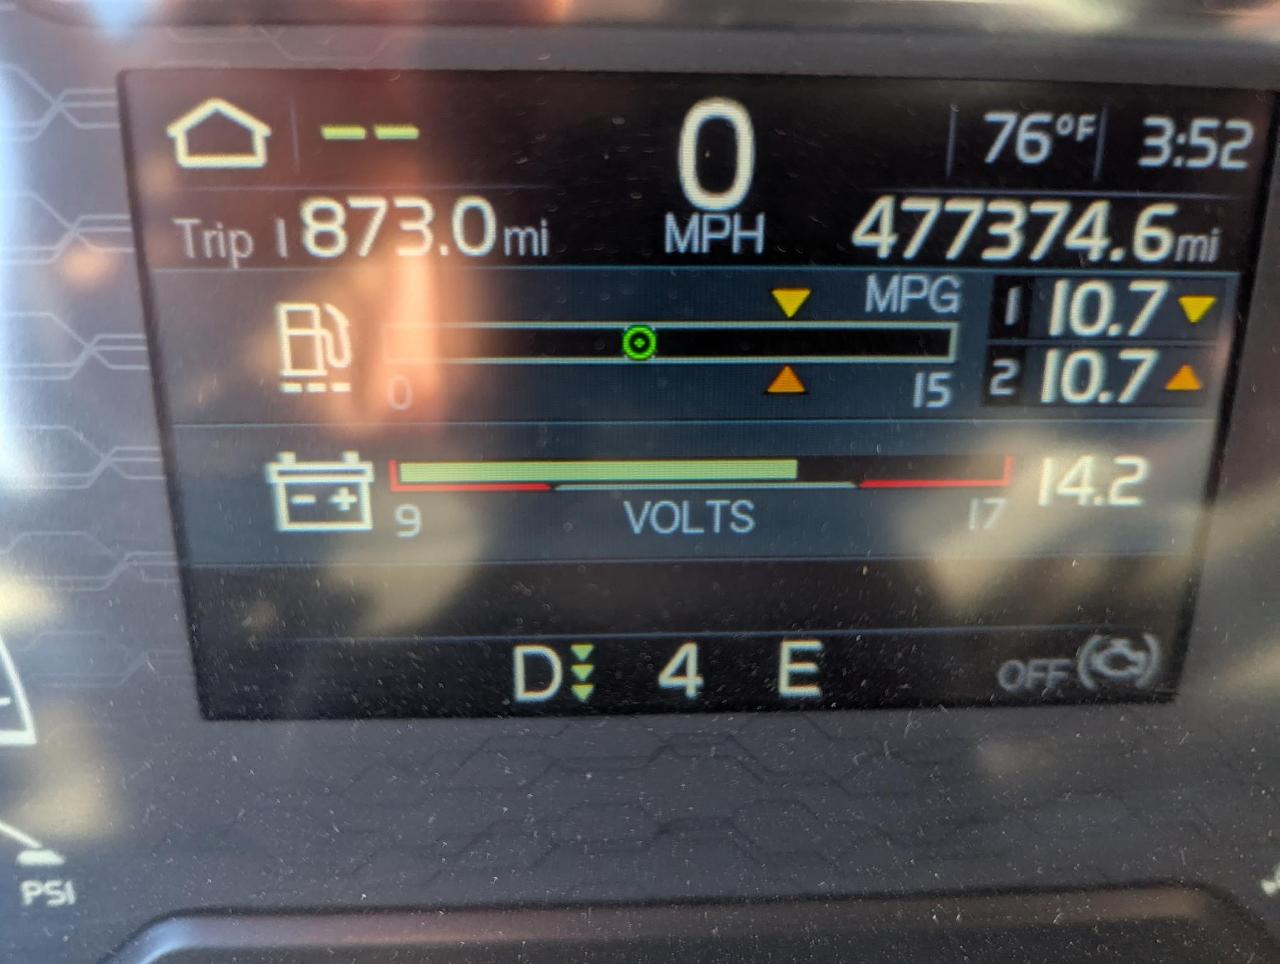 -- 0 76°F 3:52
Trip 1 873.0 mi MPH 477374.6 mi
MPG 1 10.7
0 15 2 10.7
14.2
9 VOLTS 17
D 4 E OFF
PSI